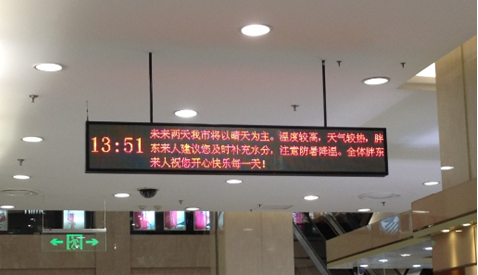 13:51
未来两天我市将以晴天为主。温度较高，天气较热，胖
东来人建议您及时补充水分，注意防暑降温。全体胖东
来人祝您开心快乐每一天！